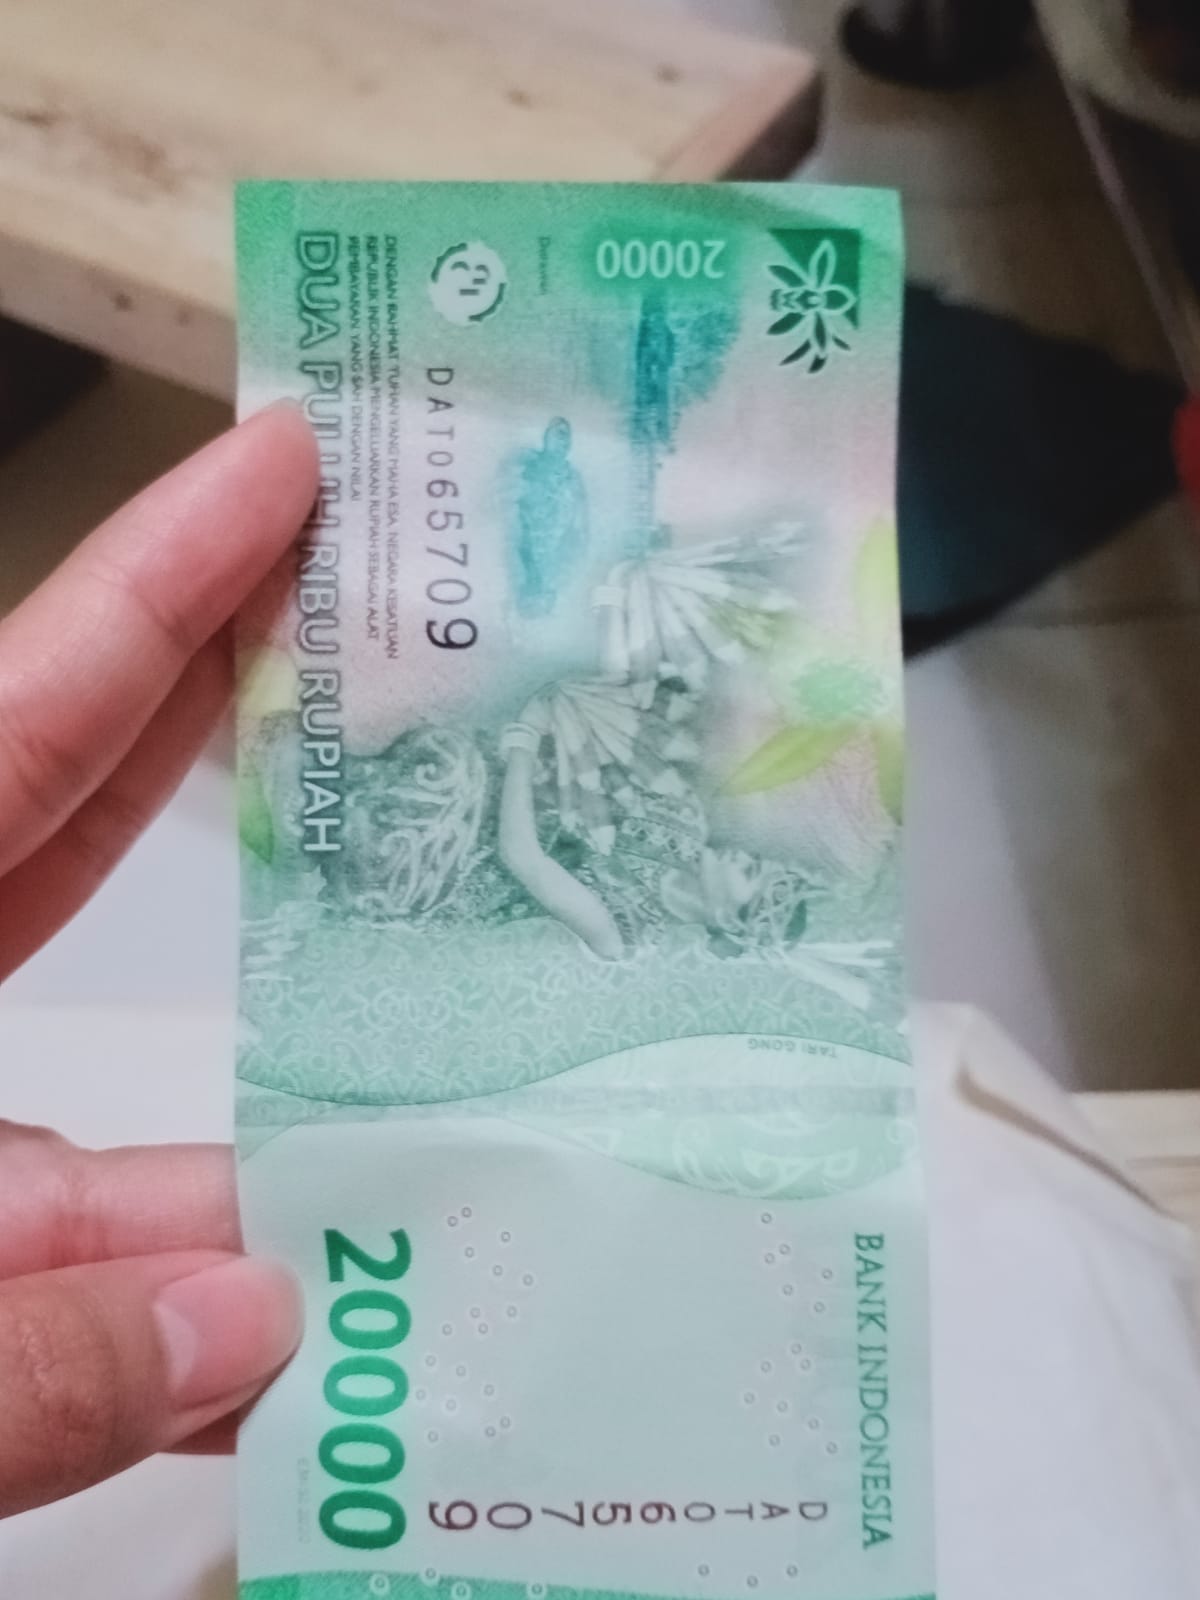 20000
Derawan
DAT065709
DENGAN RAHMAT TUHAN YANG MAHA ESA, NEGARA KESATUAN
REPUBLIK INDONESIA MENGELUARKAN RUPIAH SEBAGAI ALAT
PEMBAYARAN YANG SAH DENGAN NILAI
DUA PULUH RIBU RUPIAH
TARI GONG
BANK INDONESIA
DAT065709
20000